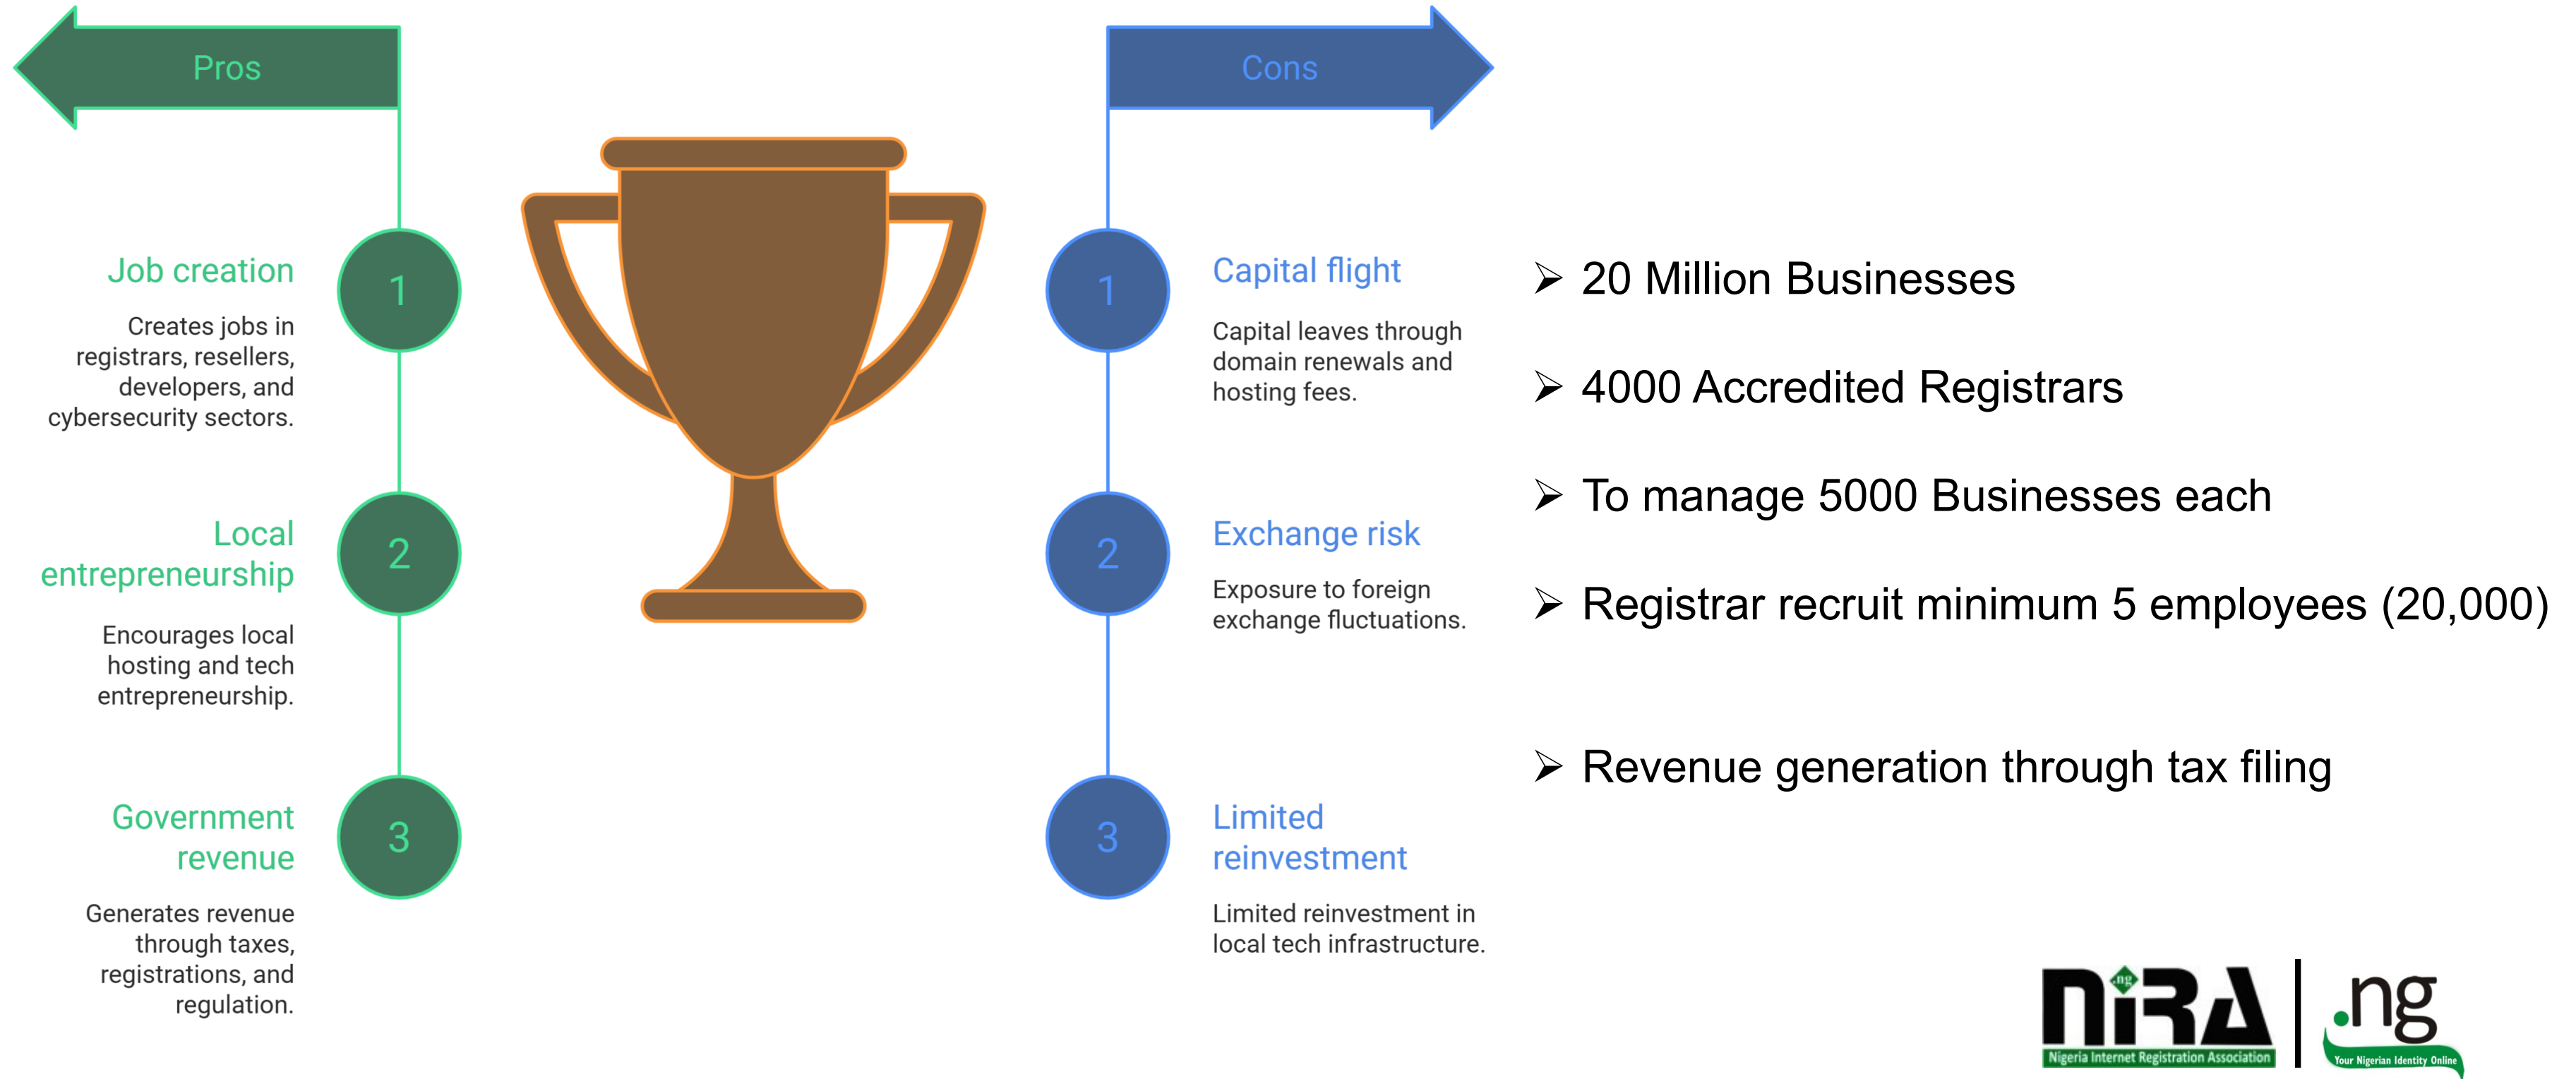 Pros
1
Job creation
Creates jobs in
registrars, resellers,
developers, and
cybersecurity sectors.
2
Local
entrepreneurship
Encourages local
hosting and tech
entrepreneurship.
3
Government
revenue
Generates revenue
through taxes,
registrations, and
regulation.
Cons
1
Capital flight
Capital leaves through
domain renewals and
hosting fees.
2
Exchange risk
Exposure to foreign
exchange fluctuations.
3
Limited
reinvestment
Limited reinvestment in
local tech infrastructure.
➢ 20 Million Businesses
➢ 4000 Accredited Registrars
➢ To manage 5000 Businesses each
➢ Registrar recruit minimum 5 employees (20,000)
➢ Revenue generation through tax filing
.ng
NiRA
Nigeria Internet Registration Association
.ng
Your Nigerian Identity Online